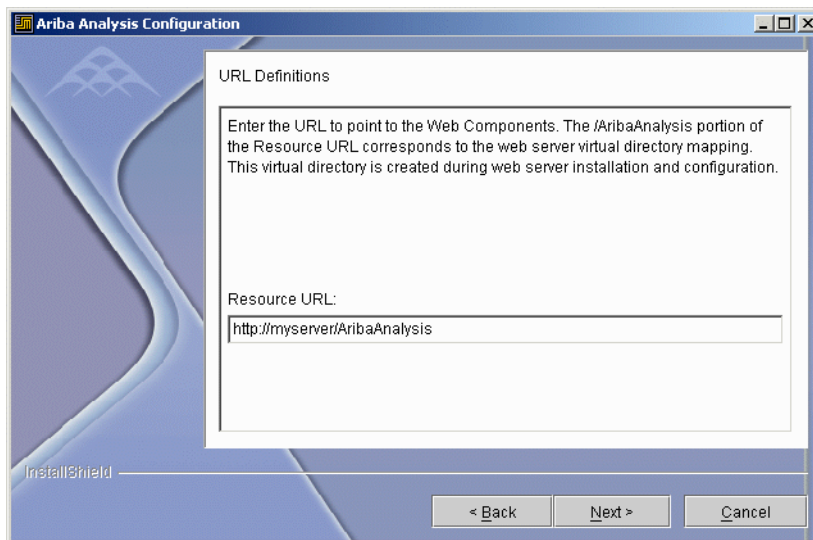 Ariba Analysis Configuration
URL Definitions
Enter the URL to point to the Web Components. The /AribaAnalysis portion of
the Resource URL corresponds to the web server virtual directory mapping.
This virtual directory is created during web server installation and configuration.
Resource URL:
http://myserver/AribaAnalysis
InstallShield
< Back
Next >
Cancel